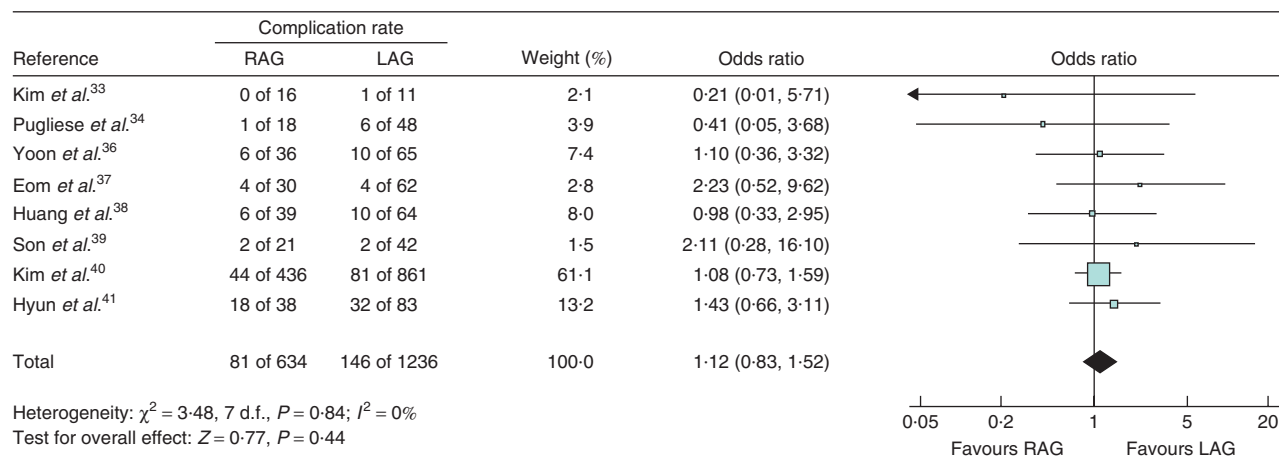 Complication rate
Reference RAG LAG Weight (%) Odds ratio Odds ratio
Kim et al.33 0 of 16 1 of 11 2·1 0·21 (0·01, 5·71)
Pugliese et al.34 1 of 18 6 of 48 3·9 0·41 (0·05, 3·68)
Yoon et al.36 6 of 36 10 of 65 7·4 1·10 (0·36, 3·32)
Eom et al.37 4 of 30 4 of 62 2·8 2·23 (0·52, 9·62)
Huang et al.38 6 of 39 10 of 64 8·0 0·98 (0·33, 2·95)
Son et al.39 2 of 21 2 of 42 1·5 2·11 (0·28, 16·10)
Kim et al.40 44 of 436 81 of 861 61·1 1·08 (0·73, 1·59)
Hyun et al.41 18 of 38 32 of 83 13·2 1·43 (0·66, 3·11)
Total 81 of 634 146 of 1236 100·0 1·12 (0·83, 1·52)
Heterogeneity: χ² = 3·48, 7 d.f., P = 0·84; I² = 0%
Test for overall effect: Z = 0·77, P = 0·44
0·05 0·2 1 5 20
Favours RAG Favours LAG